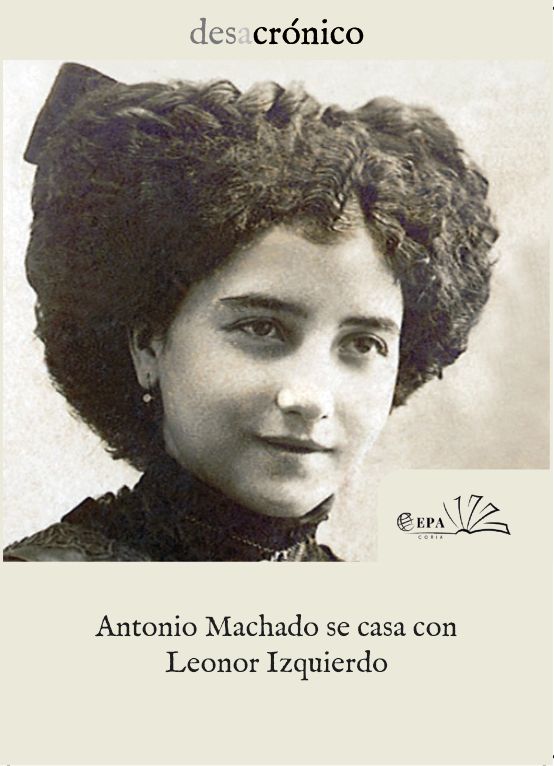 desacrónico
EPA
CORIA
Antonio Machado se casa con
Leonor Izquierdo